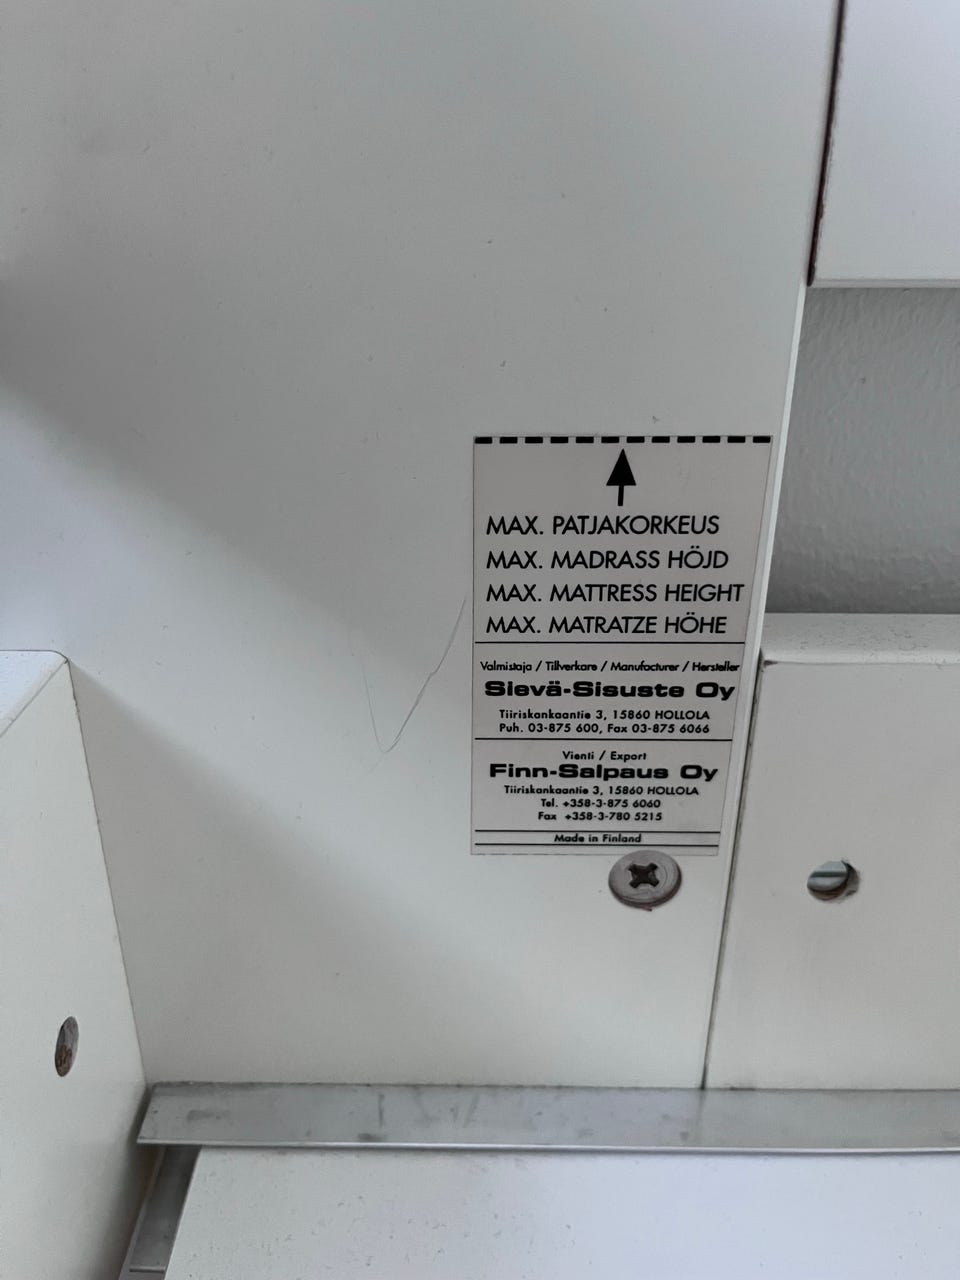 MAX. PATJAKORKEUS
MAX. MADRASS HÖJD
MAX. MATTRESS HEIGHT
MAX. MATRATZE HÖHE
Valmistaja / Tillverkare / Manufacturer / Hersteller
Sievä-Sisuste Oy
Tiiriskankaantie 3, 15860 HOLLOLA
Puh. 03-875 600, Fax 03-875 6066
Vienti / Export
Finn-Salpaus Oy
Tiiriskankaantie 3, 15860 HOLLOLA
Tel. +358-3-875 6060
Fax +358-3-780 5215
Made in Finland